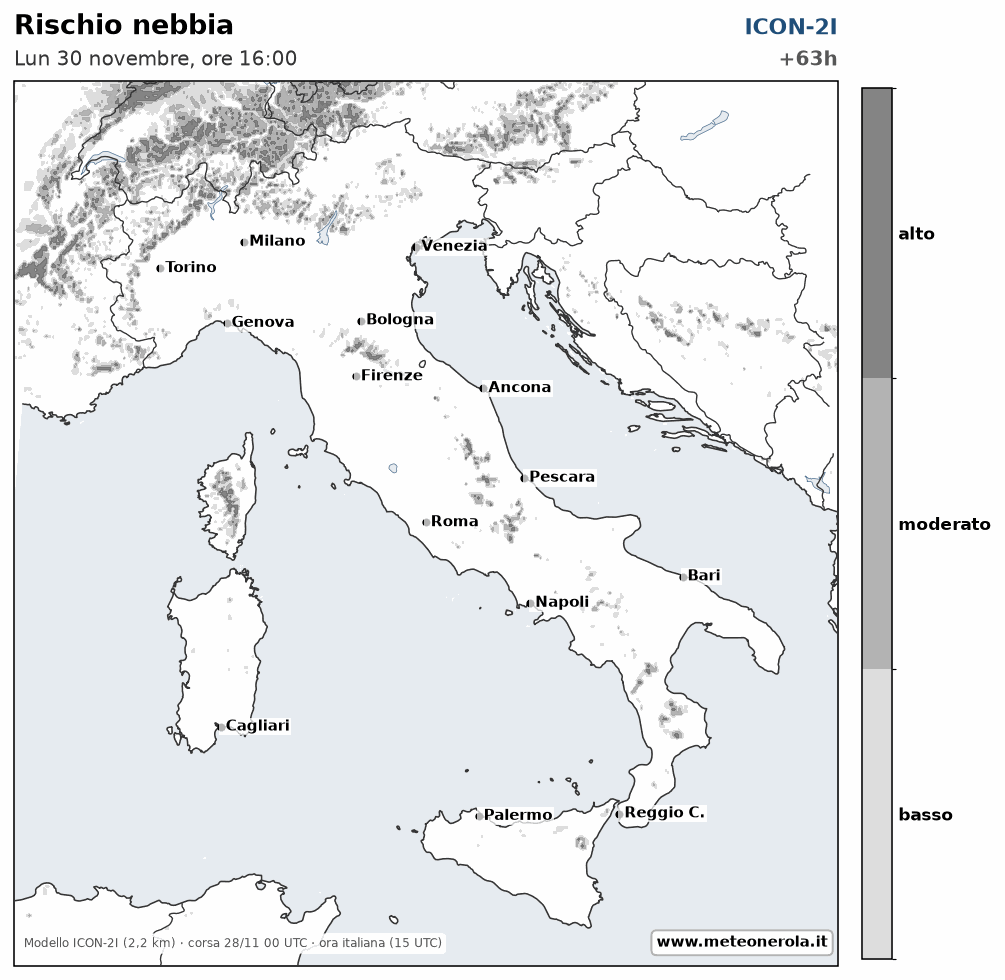 Rischio nebbia
ICON-2I
Lun 30 novembre, ore 16:00
+63h
alto
Milano
Venezia
Torino
Genova
Bologna
Firenze
Ancona
Pescara
Roma
moderato
Bari
Napoli
Cagliari
Palermo
Reggio C.
basso
Modello ICON-2I (2,2 km) · corsa 28/11 00 UTC · ora italiana (15 UTC)
www.meteonerola.it